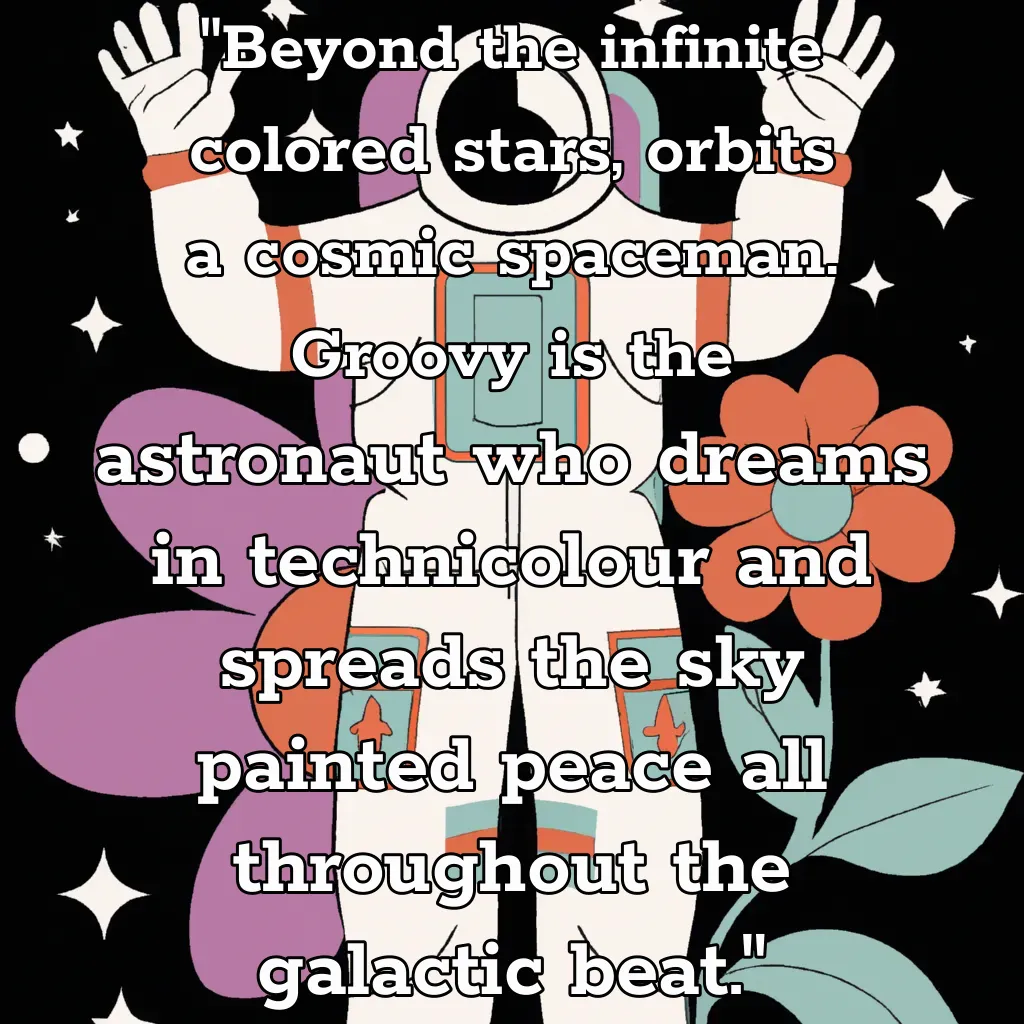 "Beyond the infinite
colored stars, orbits
a cosmic spaceman.
Groovy is the
astronaut who dreams
in technicolour and
spreads the sky
painted peace all
throughout the
galactic beat."